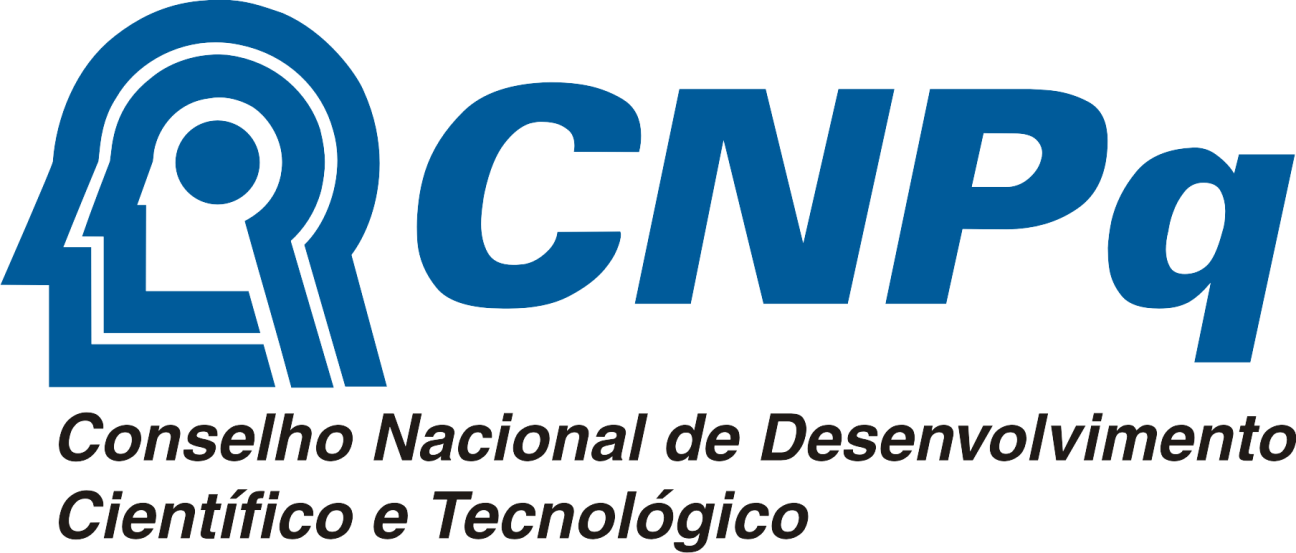 CNPq
Conselho Nacional de Desenvolvimento
Científico e Tecnológico